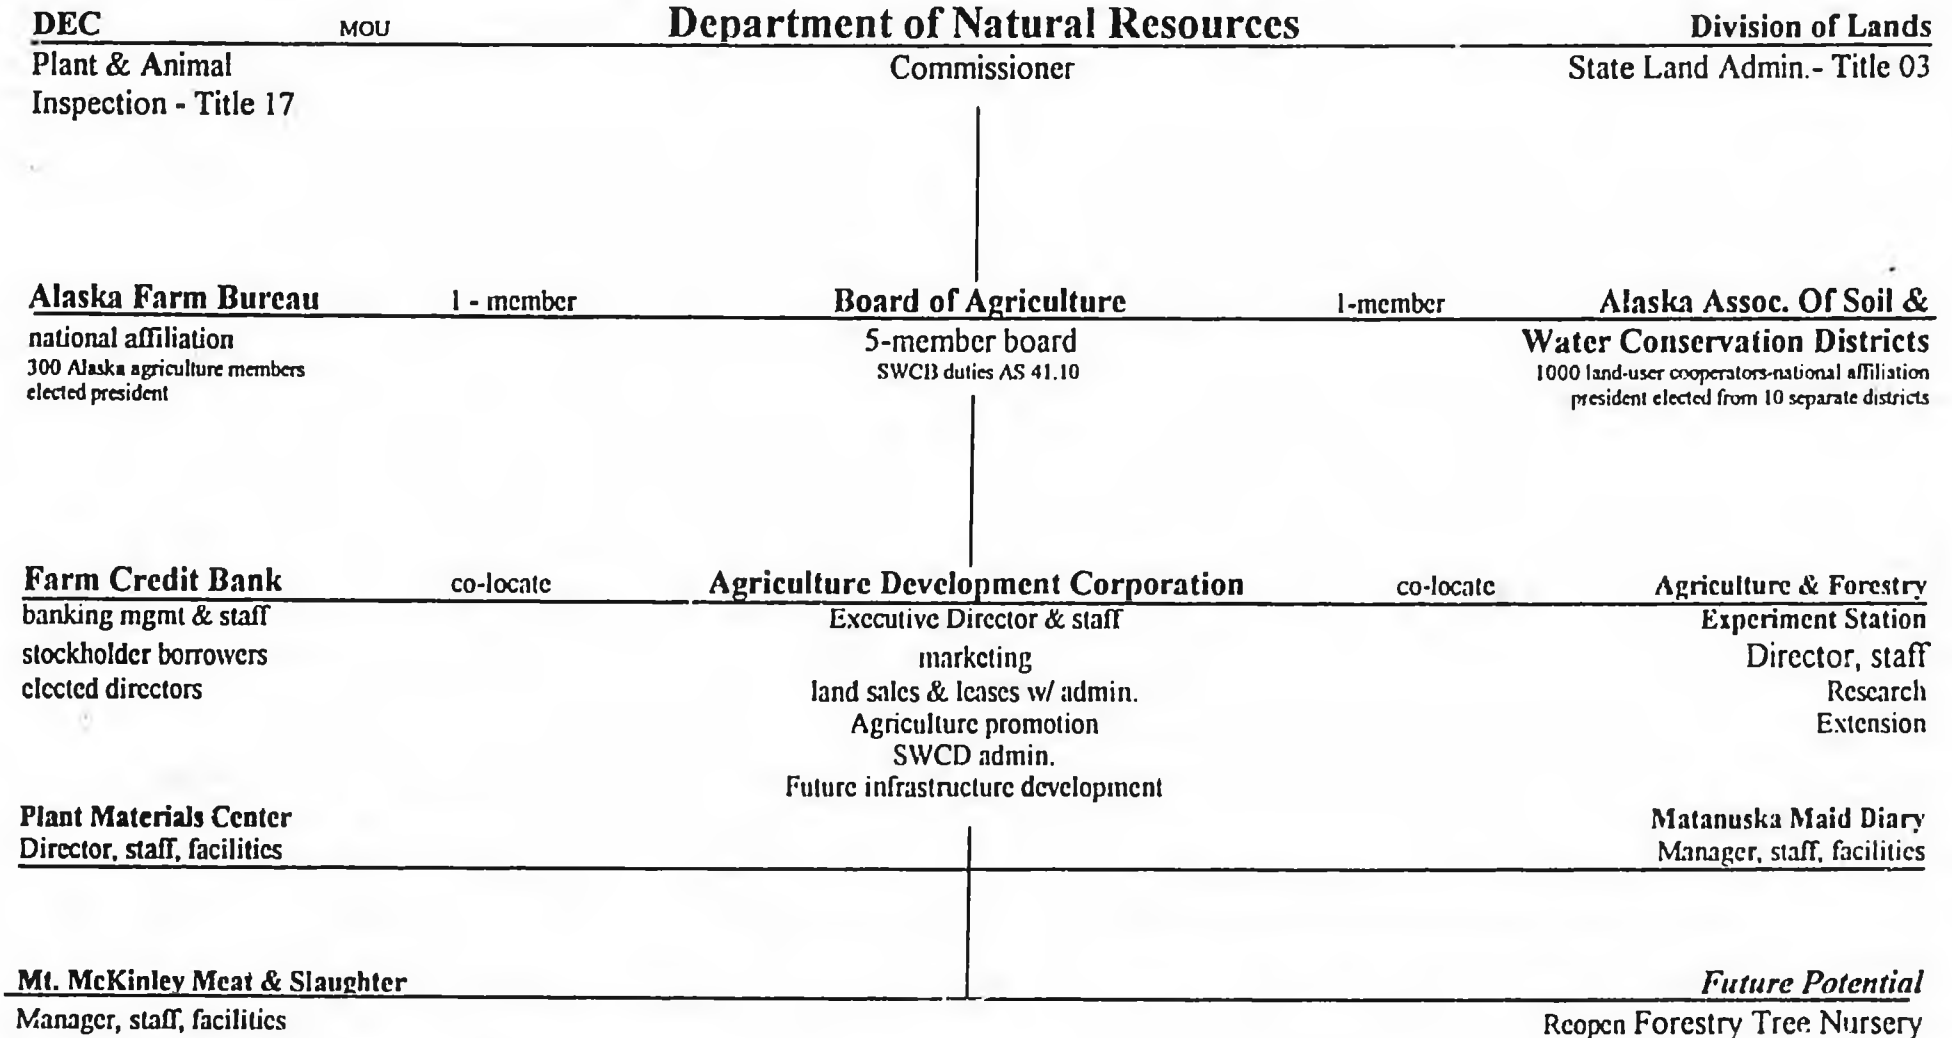 DEC MOU Department of Natural Resources Division of Lands
Plant & Animal Commissioner State Land Admin.- Title 03
Inspection - Title 17
Alaska Farm Bureau 1 - member Board of Agriculture 1-member Alaska Assoc. Of Soil &
national affiliation 5-member board Water Conservation Districts
300 Alaska agriculture members SWCB duties AS 41.10 1000 land-user cooperators-national affiliation
elected president president elected from 10 separate districts
Farm Credit Bank co-locate Agriculture Development Corporation co-locate Agriculture & Forestry
banking mgmt & staff Executive Director & staff Experiment Station
stockholder borrowers marketing Director, staff
elected directors land sales & leases w/ admin. Research
Agriculture promotion Extension
SWCD admin.
Future infrastructure development
Plant Materials Center Matanuska Maid Diary
Director, staff, facilities Manager, staff, facilities
Mt. McKinley Meat & Slaughter Future Potential
Manager, staff, facilities Reopen Forestry Tree Nursery